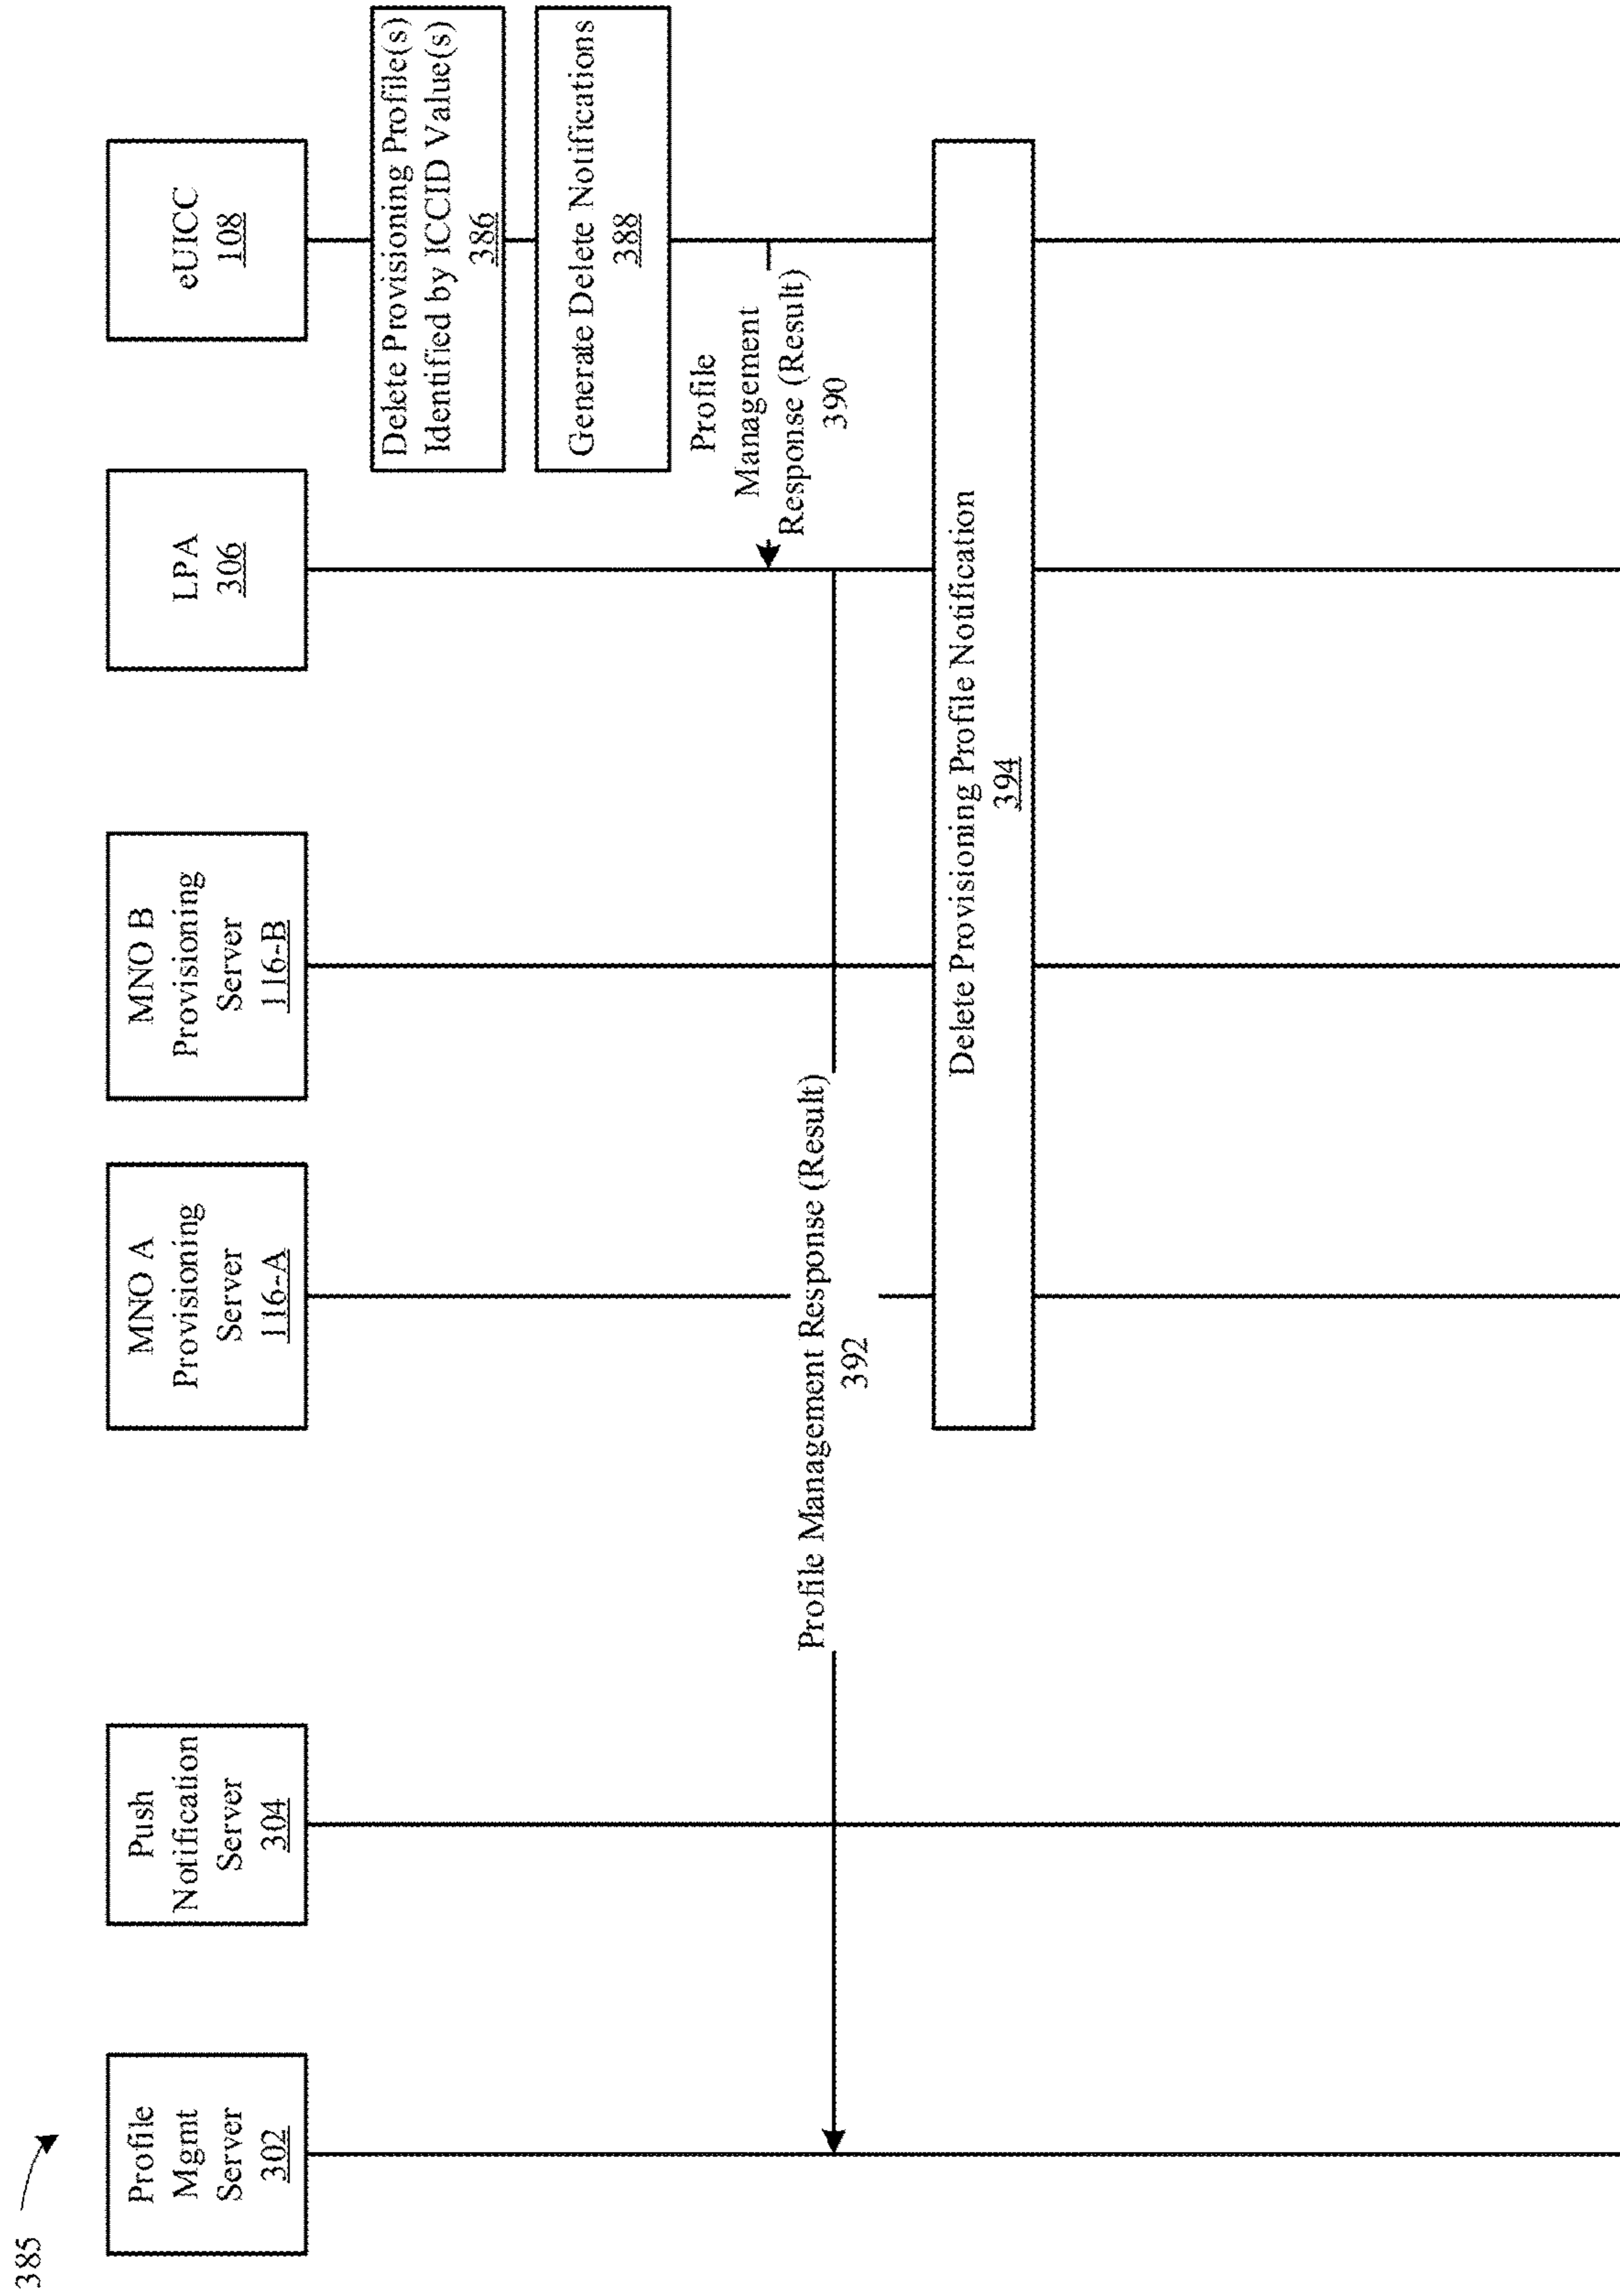 385
Profile
Mgmt
Server
302
Push
Notification
Server
304
MNO A
Provisioning
Server
116-A
MNO B
Provisioning
Server
116-B
LPA
306
eUICC
108
Delete Provisioning Profile(s)
Identified by ICCID Value(s)
386
Generate Delete Notifications
388
Profile
Management
Response (Result)
390
Profile Management Response (Result)
392
Delete Provisioning Profile Notification
394